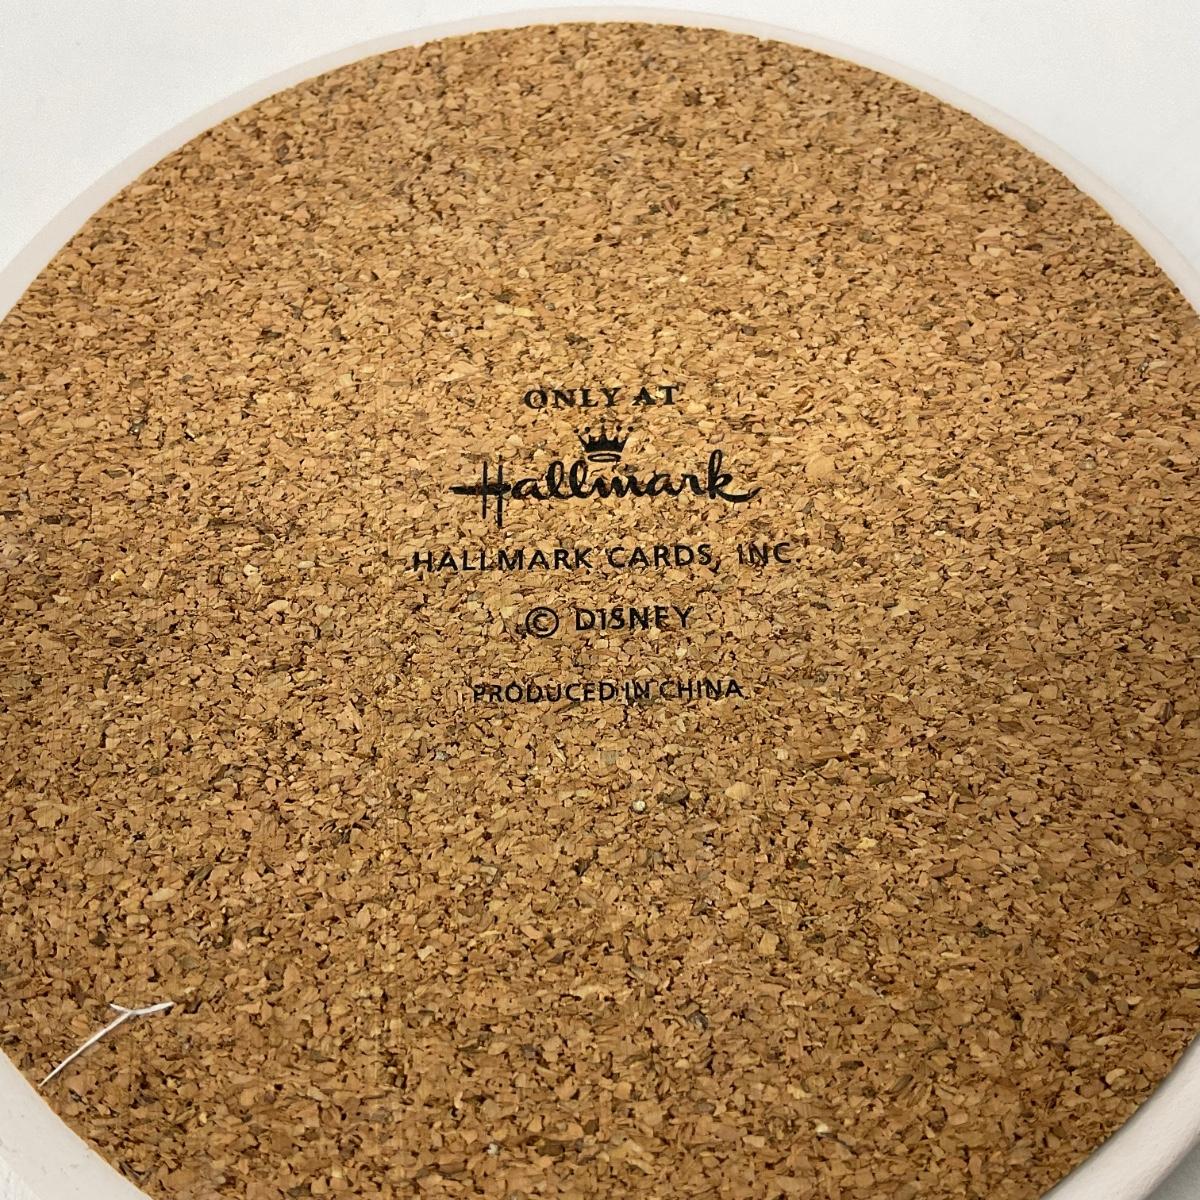 ONLY AT
Hallmark
HALLMARK CARDS, INC.
© DISNEY
PRODUCED IN CHINA